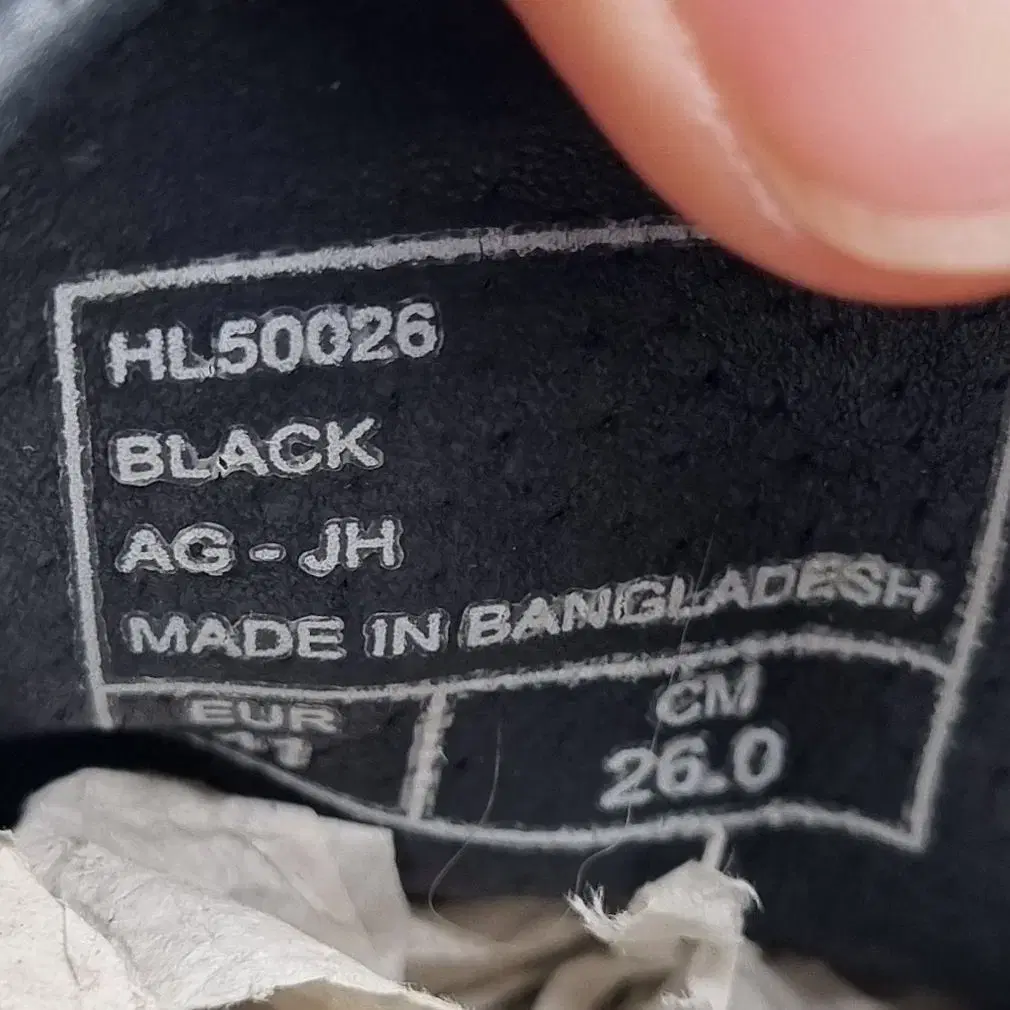 HL50026
BLACK
AG - JH
MADE IN BANGLADESH
EUR
CM
26.0